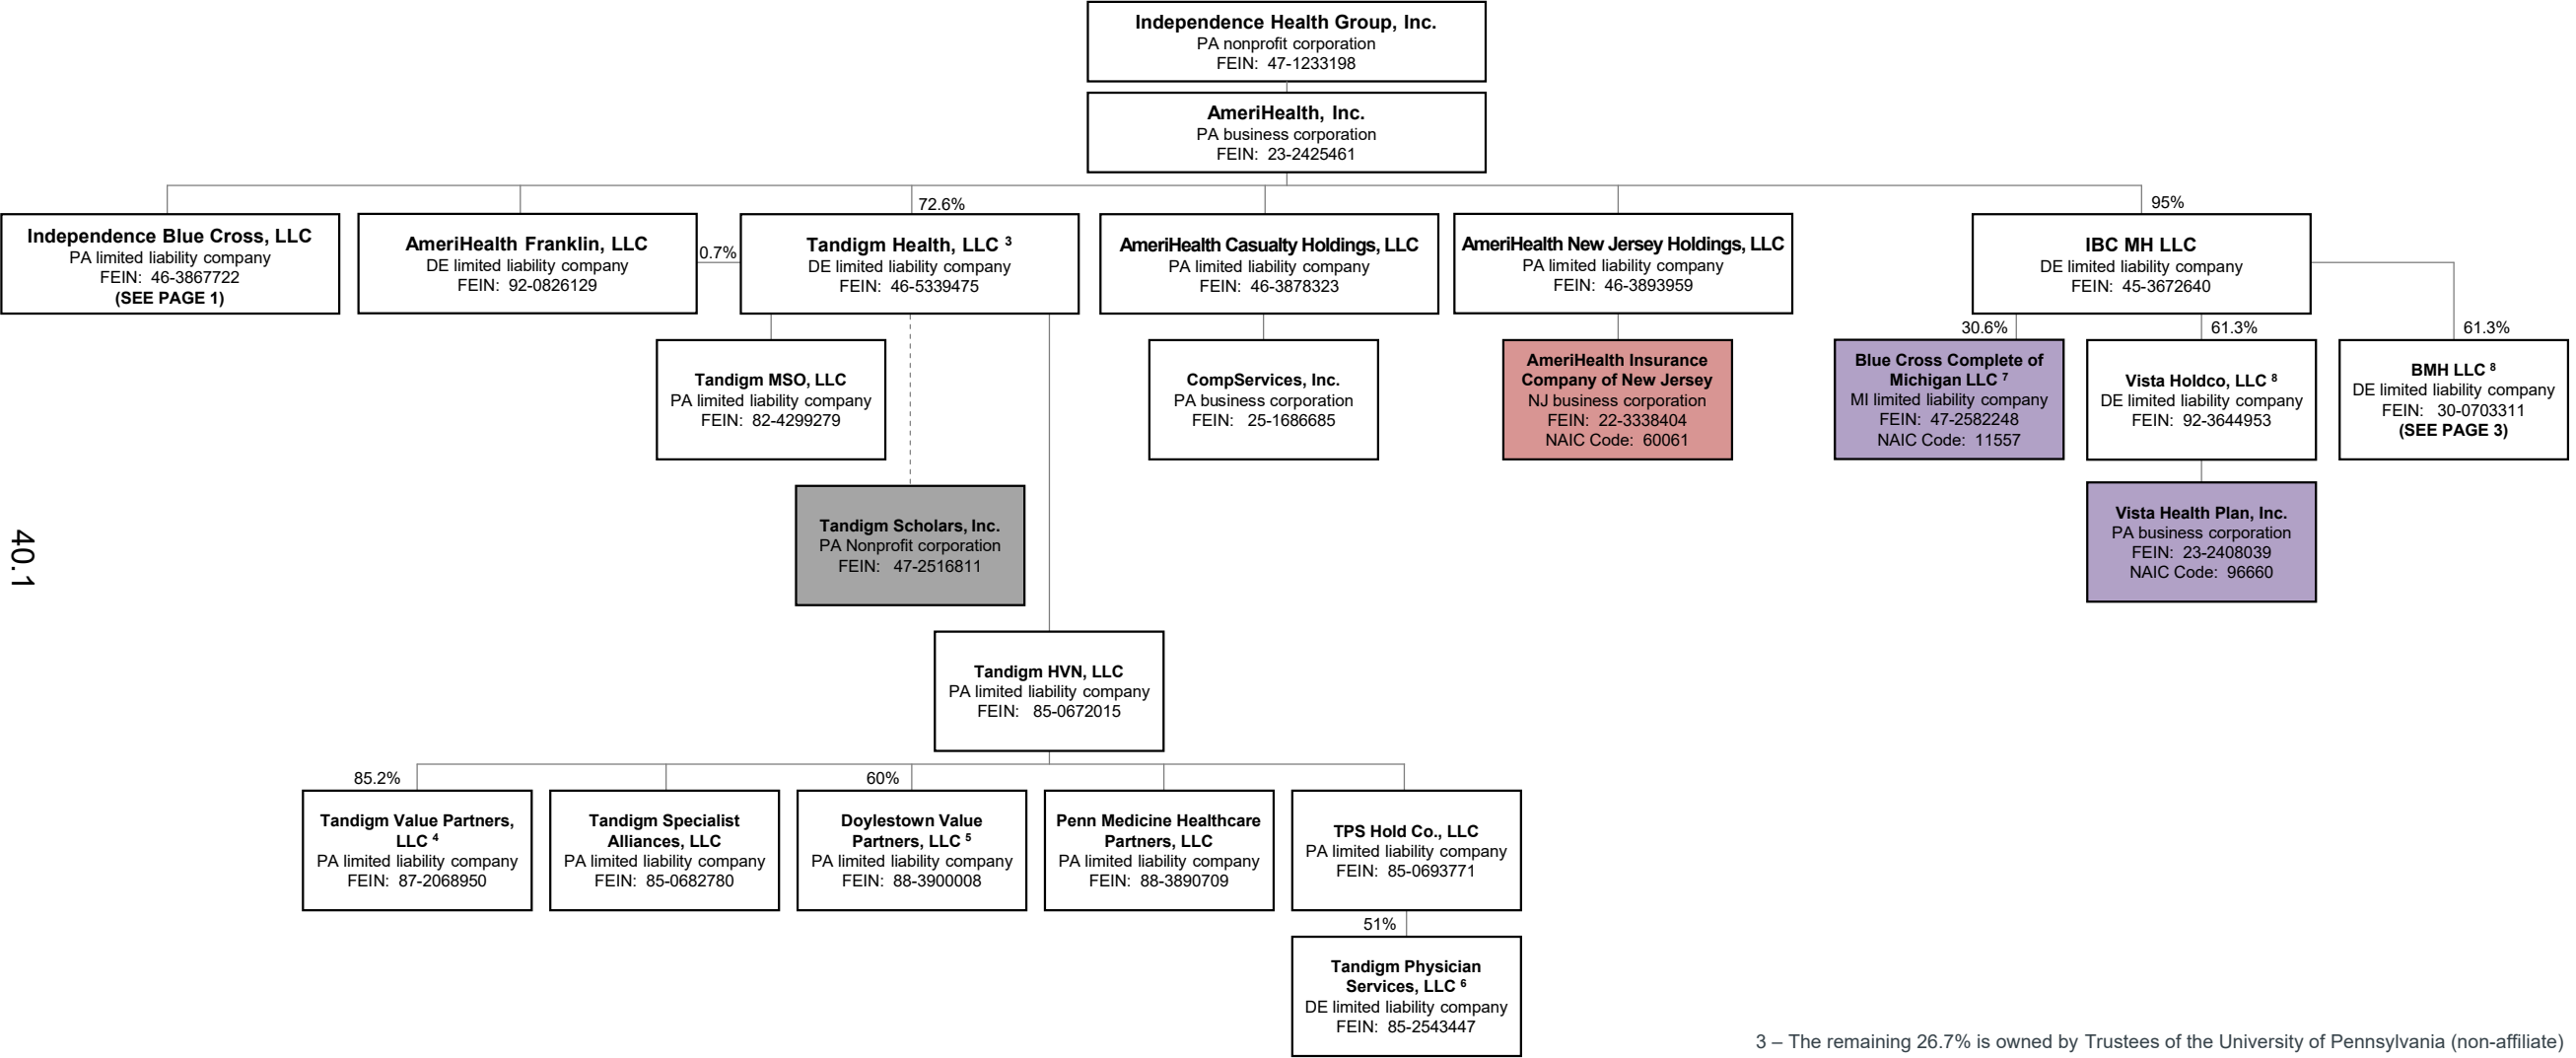 Independence Health Group, Inc.
PA nonprofit corporation
FEIN: 47-1233198
AmeriHealth, Inc.
PA business corporation
FEIN: 23-2425461
72.6%
95%
Independence Blue Cross, LLC
PA limited liability company
FEIN: 46-3867722
(SEE PAGE 1)
AmeriHealth Franklin, LLC
DE limited liability company
FEIN: 92-0826129
0.7%
Tandigm Health, LLC 3
DE limited liability company
FEIN: 46-5339475
AmeriHealth Casualty Holdings, LLC
PA limited liability company
FEIN: 46-3878323
AmeriHealth New Jersey Holdings, LLC
PA limited liability company
FEIN: 46-3893959
IBC MH LLC
DE limited liability company
FEIN: 45-3672640
30.6%
61.3%
61.3%
Tandigm MSO, LLC
PA limited liability company
FEIN: 82-4299279
CompServices, Inc.
PA business corporation
FEIN: 25-1686685
AmeriHealth Insurance
Company of New Jersey
NJ business corporation
FEIN: 22-3338404
NAIC Code: 60061
Blue Cross Complete of
Michigan LLC 7
MI limited liability company
FEIN: 47-2582248
NAIC Code: 11557
Vista Holdco, LLC 8
DE limited liability company
FEIN: 92-3644953
BMH LLC 8
DE limited liability company
FEIN: 30-0703311
(SEE PAGE 3)
Tandigm Scholars, Inc.
PA Nonprofit corporation
FEIN: 47-2516811
Vista Health Plan, Inc.
PA business corporation
FEIN: 23-2408039
NAIC Code: 96660
40.1
Tandigm HVN, LLC
PA limited liability company
FEIN: 85-0672015
85.2%
60%
Tandigm Value Partners,
LLC 4
PA limited liability company
FEIN: 87-2068950
Tandigm Specialist
Alliances, LLC
PA limited liability company
FEIN: 85-0682780
Doylestown Value
Partners, LLC 5
PA limited liability company
FEIN: 88-3900008
Penn Medicine Healthcare
Partners, LLC
PA limited liability company
FEIN: 88-3890709
TPS Hold Co., LLC
PA limited liability company
FEIN: 85-0693771
51%
Tandigm Physician
Services, LLC 6
DE limited liability company
FEIN: 85-2543447
3 – The remaining 26.7% is owned by Trustees of the University of Pennsylvania (non-affiliate)